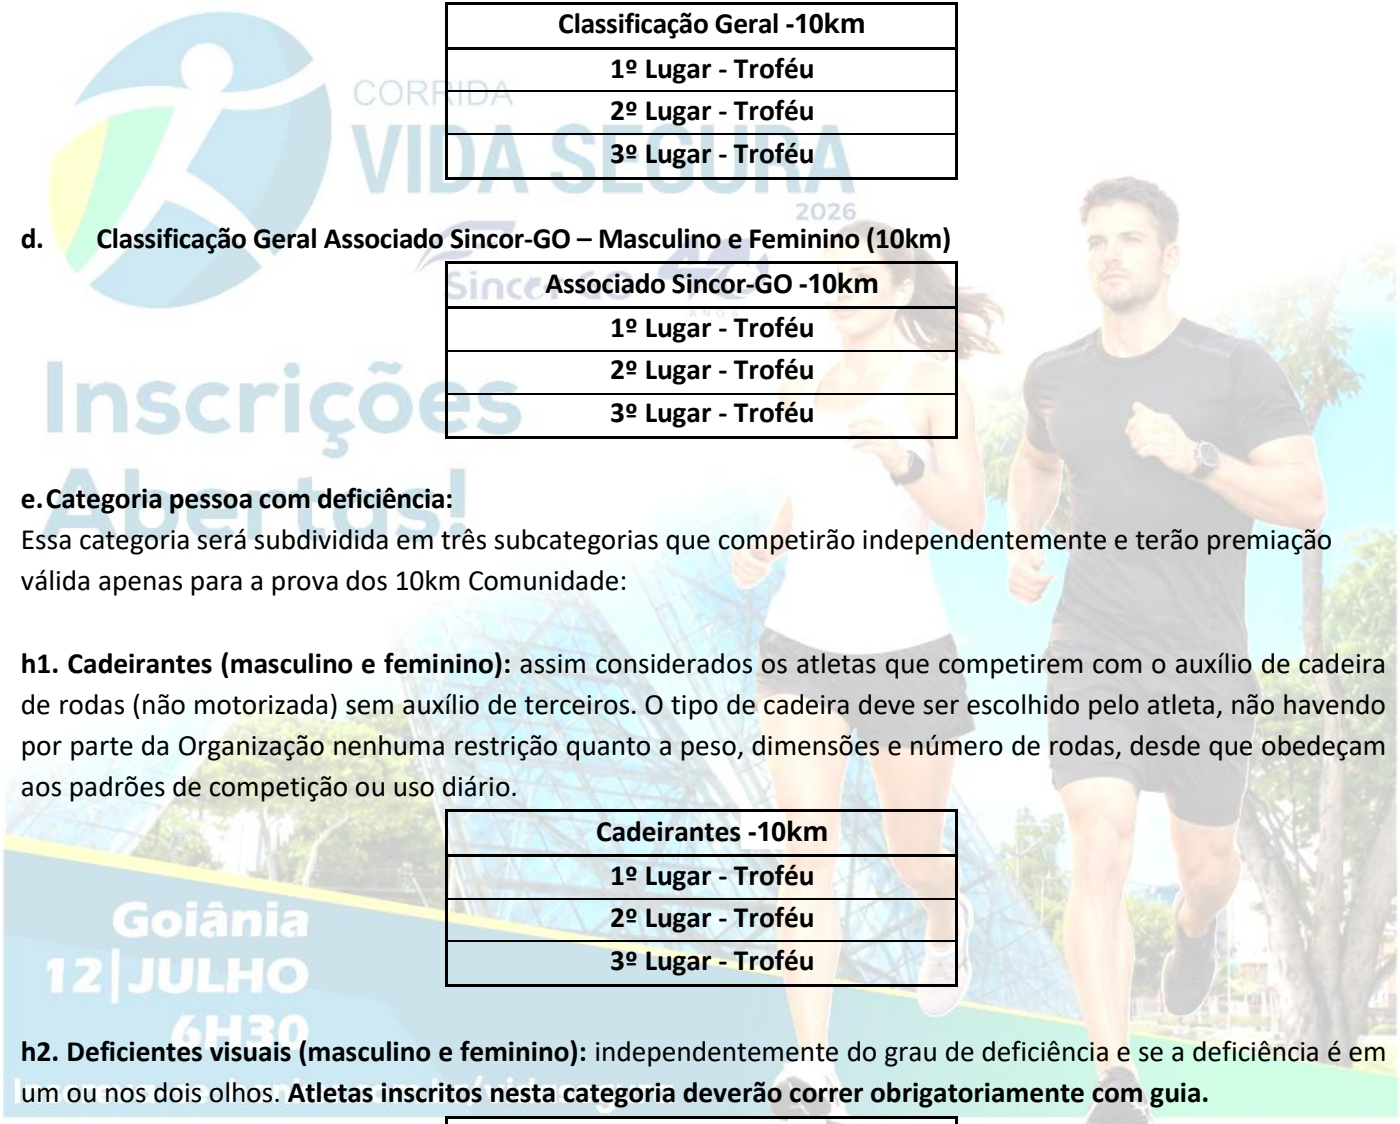 Classificação Geral -10km
1º Lugar - Troféu
2º Lugar - Troféu
3º Lugar - Troféu
CORRIDA
VIDA SEGURA
2026
d. Classificação Geral Associado Sincor-GO – Masculino e Feminino (10km)
Sincor-GO 40
ANOS
Associado Sincor-GO -10km
1º Lugar - Troféu
2º Lugar - Troféu
3º Lugar - Troféu
Inscrições
Abertas!
e. Categoria pessoa com deficiência:
Essa categoria será subdividida em três subcategorias que competirão independentemente e terão premiação
válida apenas para a prova dos 10km Comunidade:
h1. Cadeirantes (masculino e feminino): assim considerados os atletas que competirem com o auxílio de cadeira
de rodas (não motorizada) sem auxílio de terceiros. O tipo de cadeira deve ser escolhido pelo atleta, não havendo
por parte da Organização nenhuma restrição quanto a peso, dimensões e número de rodas, desde que obedeçam
aos padrões de competição ou uso diário.
Cadeirantes -10km
1º Lugar - Troféu
2º Lugar - Troféu
3º Lugar - Troféu
Goiânia
12|JULHO
6H30
h2. Deficientes visuais (masculino e feminino): independentemente do grau de deficiência e se a deficiência é em
um ou nos dois olhos. Atletas inscritos nesta categoria deverão correr obrigatoriamente com guia.